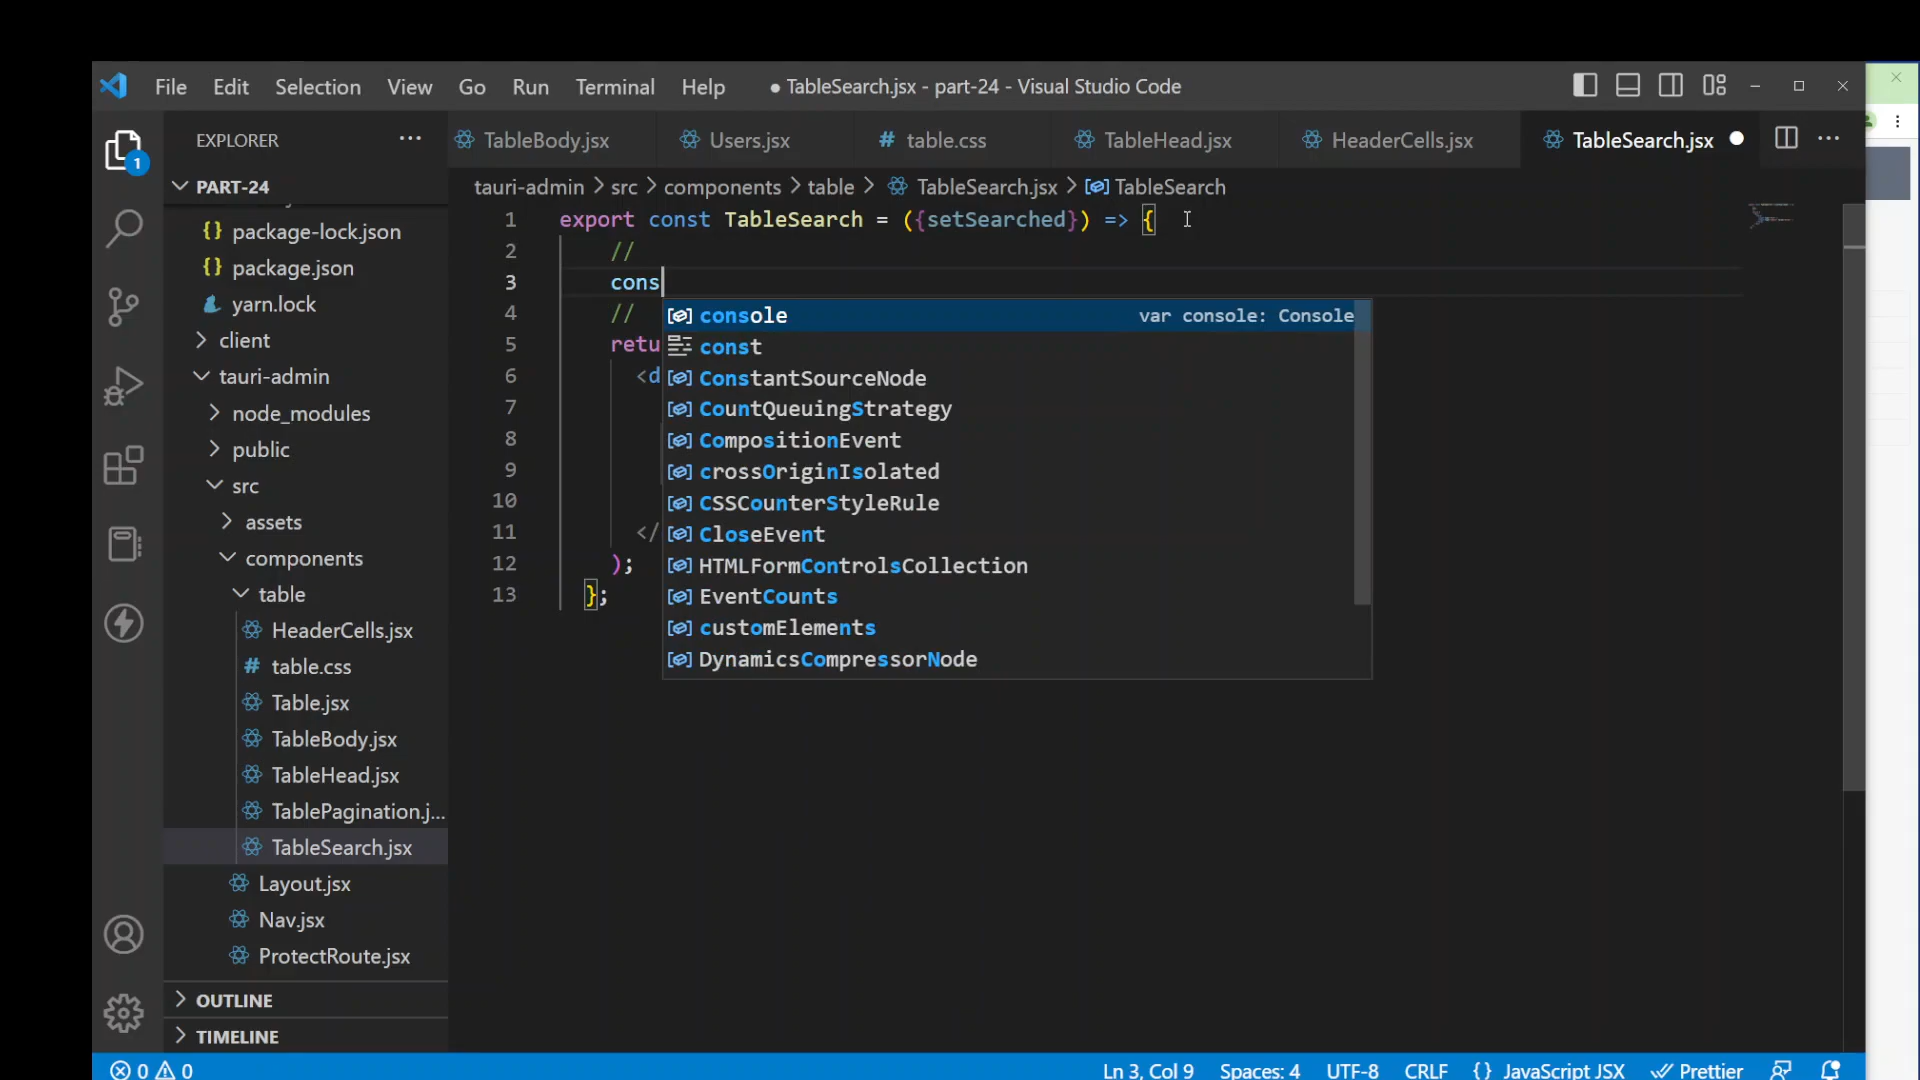 File Edit Selection View Go Run Terminal Help ● TableSearch.jsx - part-24 - Visual Studio Code
EXPLORER ··· TableBody.jsx Users.jsx # table.css TableHead.jsx HeaderCells.jsx TableSearch.jsx ● ···
1
PART-24
tauri-admin > src > components > table > TableSearch.jsx > TableSearch
{} package-lock.json
{} package.json
yarn.lock
client
tauri-admin
node_modules
public
src
assets
components
table
HeaderCells.jsx
# table.css
Table.jsx
TableBody.jsx
TableHead.jsx
TablePagination.j...
TableSearch.jsx
Layout.jsx
Nav.jsx
ProtectRoute.jsx
OUTLINE
TIMELINE
1 export const TableSearch = ({setSearched}) => {
2 //
3 cons
4 //
5 retu
6 <d
7
8
9
10
11 </
12 );
13 };
console var console: Console
const
ConstantSourceNode
CountQueuingStrategy
CompositionEvent
crossOriginIsolated
CSSCounterStyleRule
CloseEvent
HTMLFormControlsCollection
EventCounts
customElements
DynamicsCompressorNode
0 0 Ln 3, Col 9 Spaces: 4 UTF-8 CRLF {} JavaScript JSX Prettier